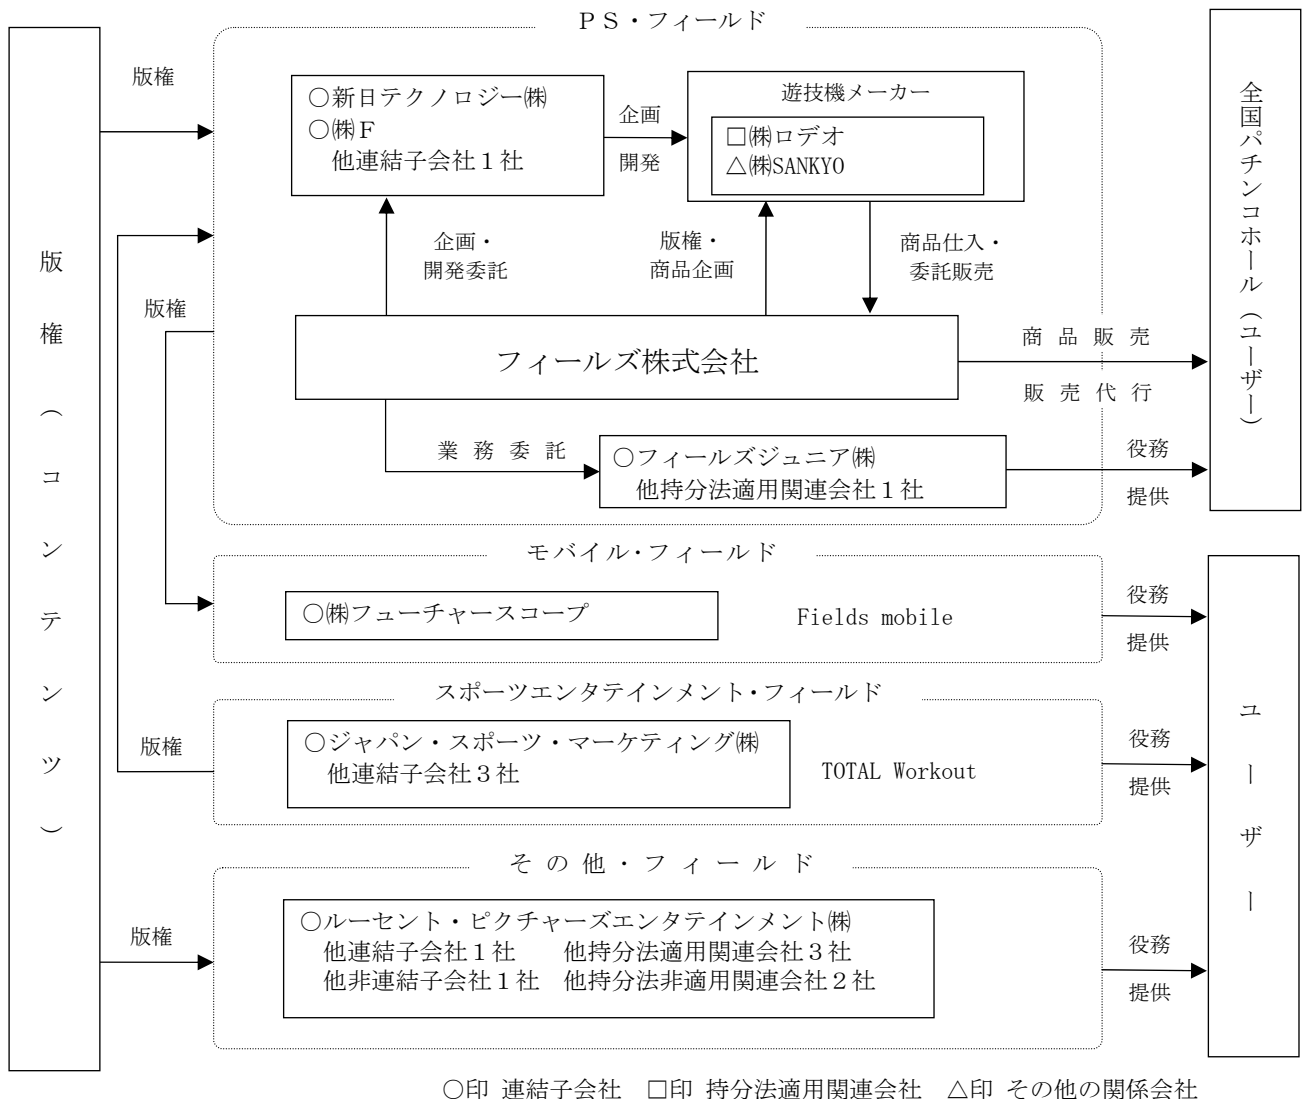 PS・フィールド
版権
○新日テクノロジー㈱
○㈱F
他連結子会社1社
企画
開発
遊技機メーカー
□㈱ロデオ
△㈱SANKYO
企画・
開発委託
版権・
商品企画
商品仕入・
委託販売
版権
フィールズ株式会社
商品販売
販売代行
業務委託
○フィールズジュニア㈱
他持分法適用関連会社1社
役務
提供
全国パチンコホール(ユーザー)
版権(コンテンツ)
モバイル・フィールド
○㈱フューチャースコープ
Fields mobile
役務
提供
スポーツエンタテインメント・フィールド
版権
○ジャパン・スポーツ・マーケティング㈱
他連結子会社3社
TOTAL Workout
役務
提供
ユーザー
その他・フィールド
版権
○ルーセント・ピクチャーズエンタテインメント㈱
他連結子会社1社 他持分法適用関連会社3社
他非連結子会社1社 他持分法非適用関連会社2社
役務
提供
○印 連結子会社 □印 持分法適用関連会社 △印 その他の関係会社